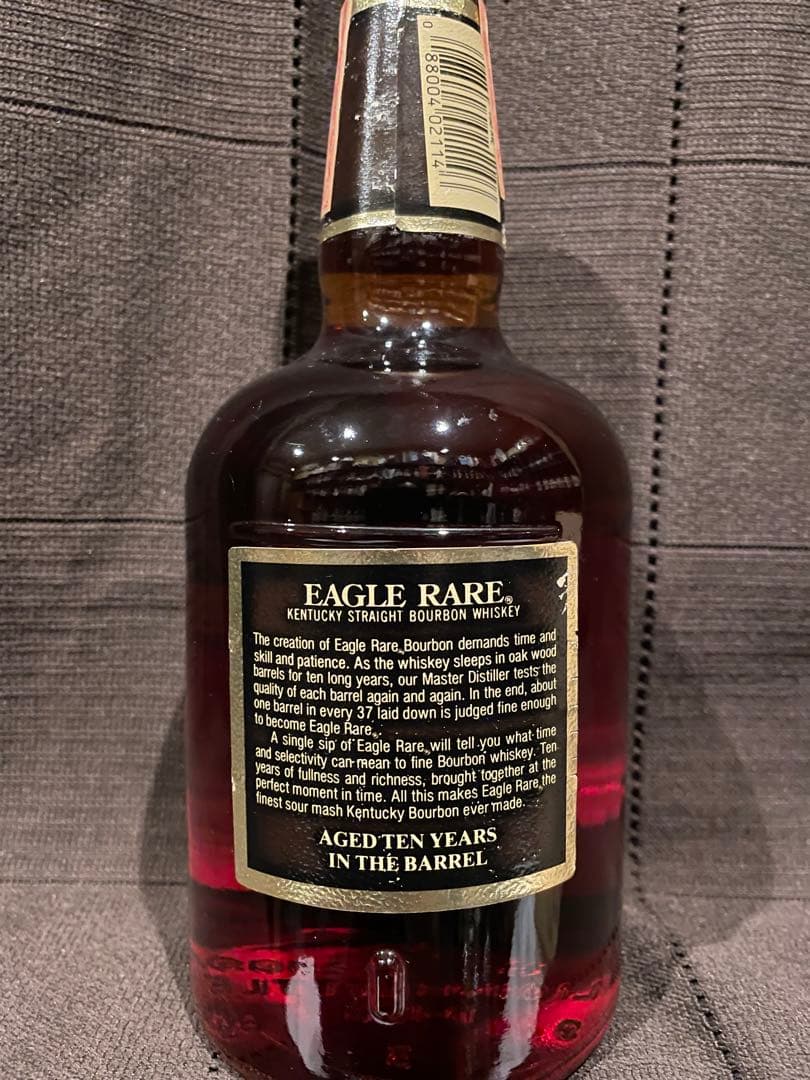 0 88004 02114
EAGLE RARE®
KENTUCKY STRAIGHT BOURBON WHISKEY
The creation of Eagle Rare® Bourbon demands time and
skill and patience. As the whiskey sleeps in oak wood
barrels for ten long years, our Master Distiller tests the
quality of each barrel again and again. In the end, about
one barrel in every 37 laid down is judged fine enough
to become Eagle Rare®.
A single sip of Eagle Rare® will tell you what time
and selectivity can mean to fine Bourbon whiskey. Ten
years of fullness and richness, brought together at the
perfect moment in time. All this makes Eagle Rare® the
finest sour mash Kentucky Bourbon ever made.
AGED TEN YEARS
IN THE BARREL